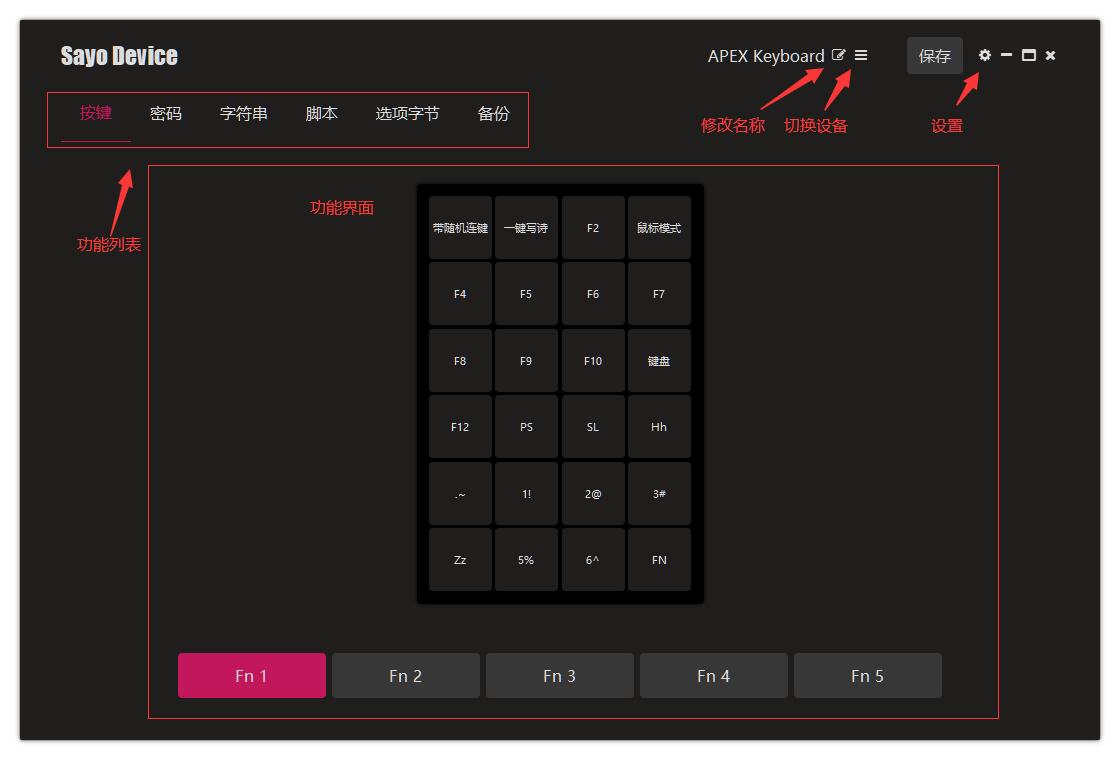 Sayo Device
APEX Keyboard
保存
修改名称 切换设备
设置
按键 密码 字符串 脚本 选项字节 备份
功能列表
功能界面
带随机连键 一键写诗 F2 鼠标模式
F4 F5 F6 F7
F8 F9 F10 键盘
F12 PS SL Hh
.~ 1! 2@ 3#
Zz 5% 6^ FN
Fn 1 Fn 2 Fn 3 Fn 4 Fn 5